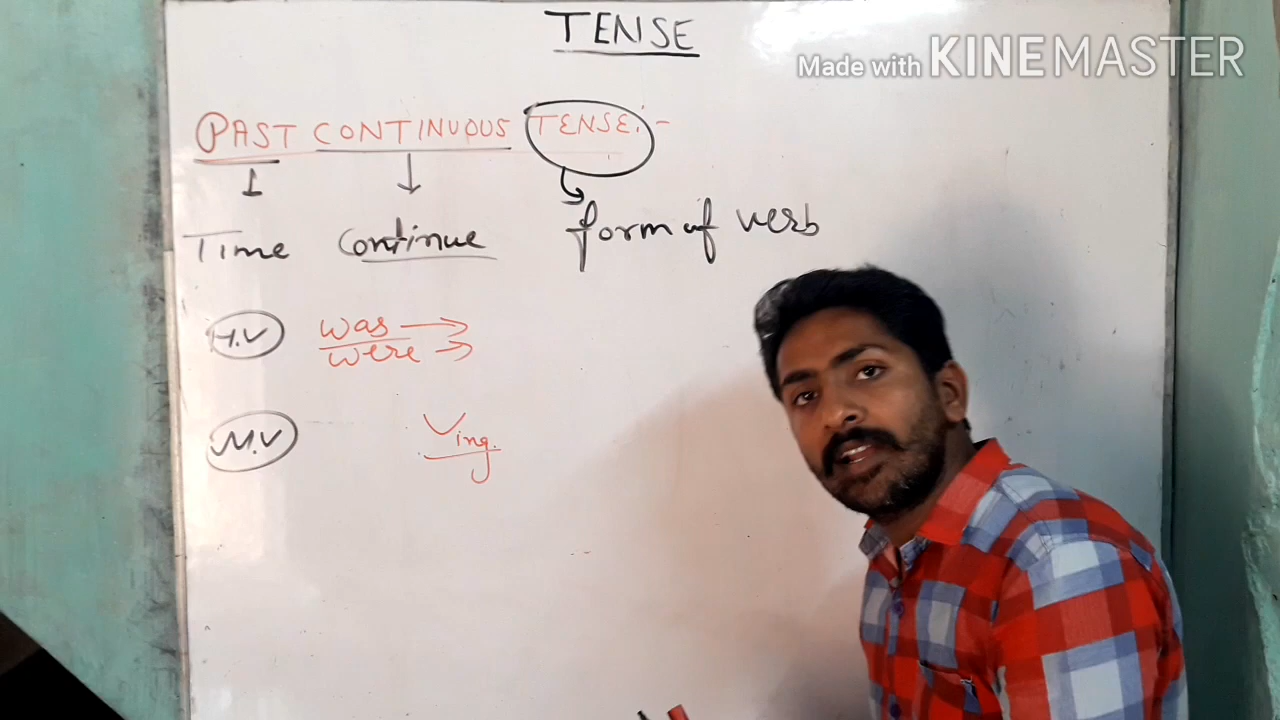 TENSE
Made with KINEMASTER
PAST CONTINUOUS TENSE:-
Time Continue form of verb
H.V was
were
M.V Ving.